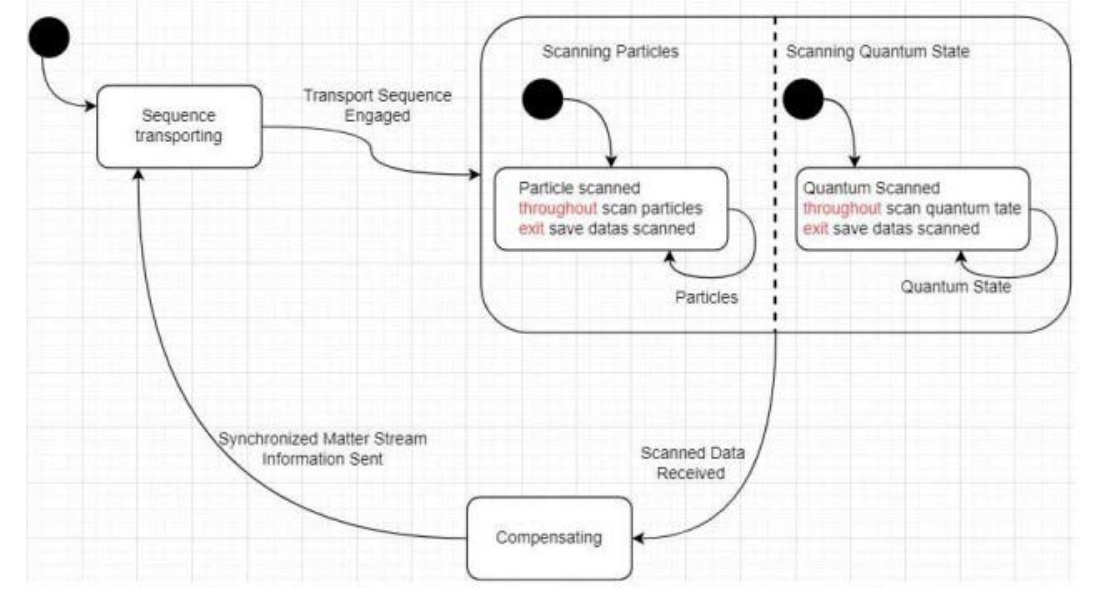 Scanning Particles
Scanning Quantum State
Sequence
transporting
Transport Sequence
Engaged
Particle scanned
throughout scan particles
exit save datas scanned
Particles
Quantum Scanned
throughout scan quantum tate
exit save datas scanned
Quantum State
Synchronized Matter Stream
Information Sent
Scanned Data
Received
Compensating